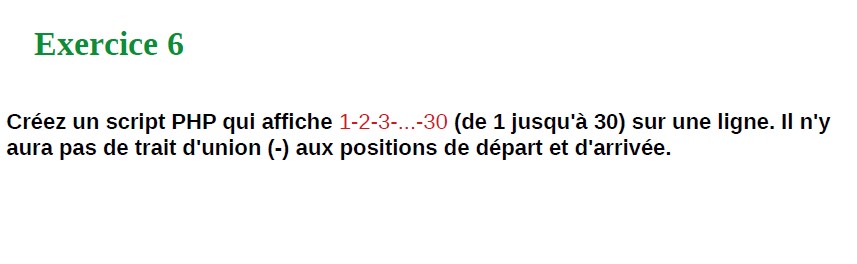 Exercice 6
Créez un script PHP qui affiche 1-2-3-...-30 (de 1 jusqu'à 30) sur une ligne. Il n'y
aura pas de trait d'union (-) aux positions de départ et d'arrivée.